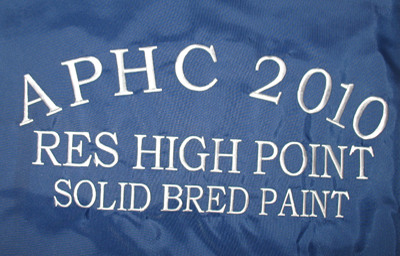 APHC 2010
RES HIGH POINT
SOLID BRED PAINT